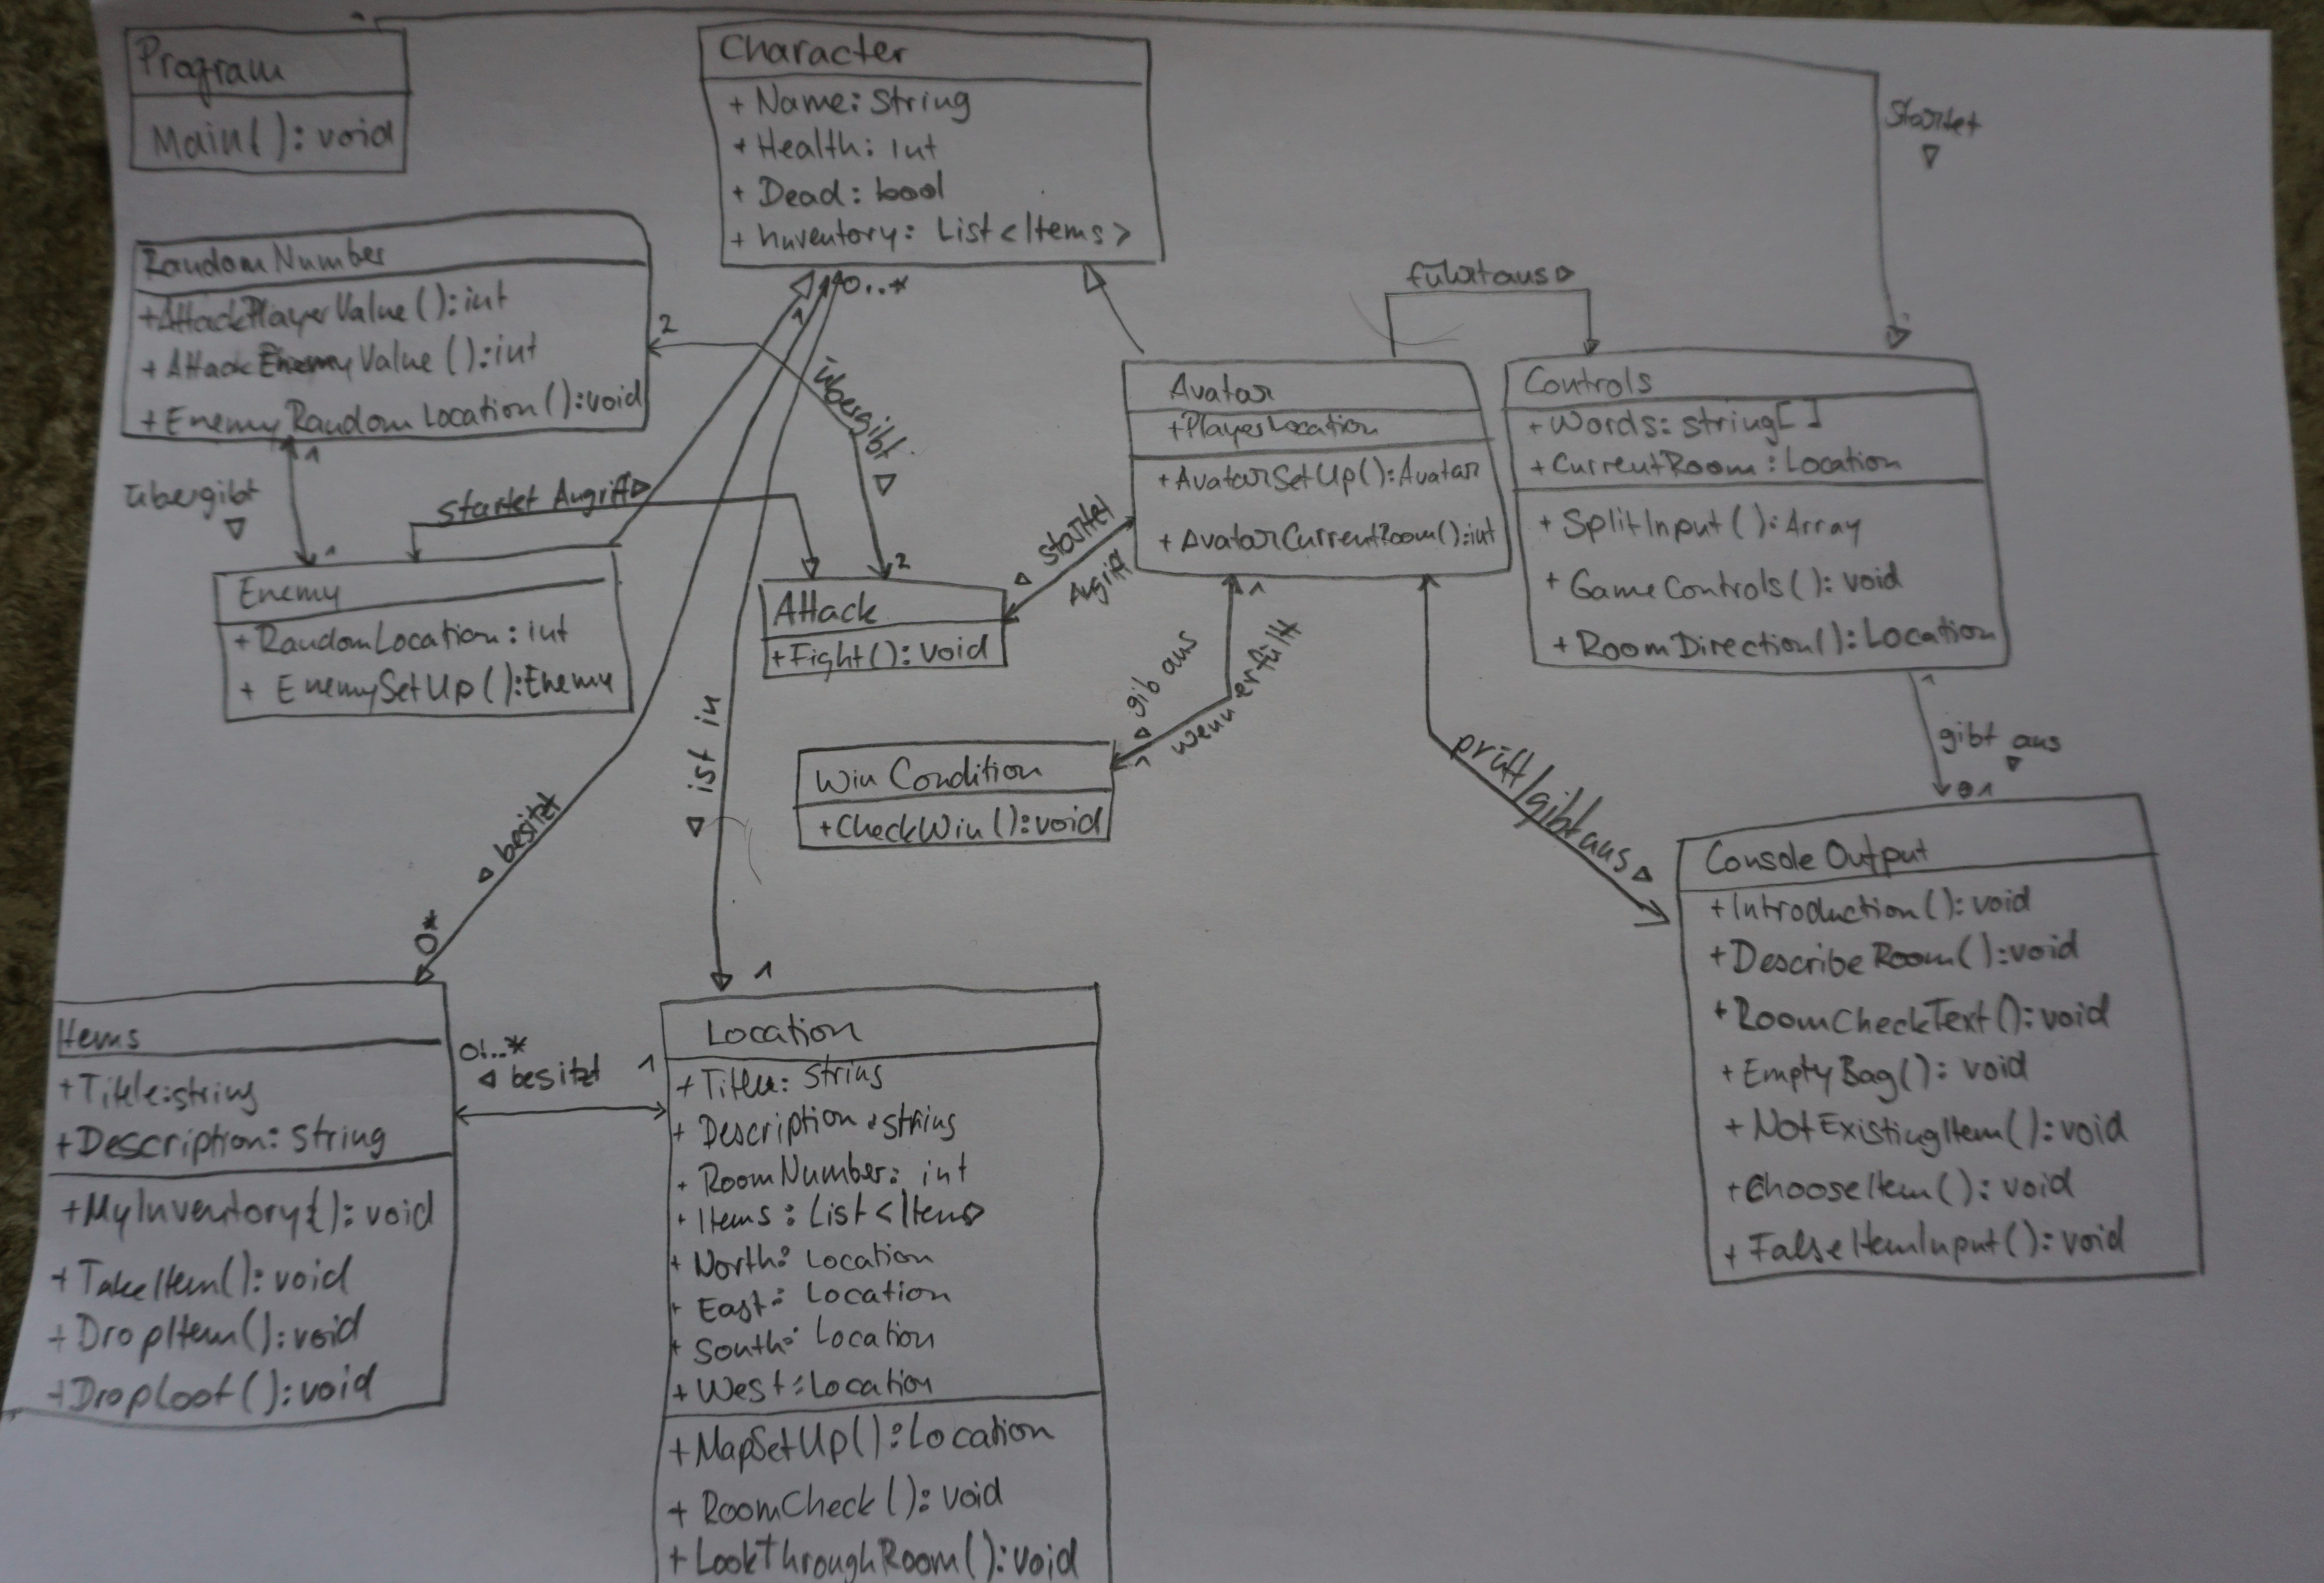 Program
Main(): void
Character
+ Name: string
+ Health: int
+ Dead: bool
+ Inventory: List<Items>
startet
RandomNumber
+AttackPlayerValue(): int
+ AttackEnemyValue(): int
+ EnemyRandomLocation(): void
2
1
0..*
übergibt
führt aus
Avatar
+PlayerLocation
+AvatarSetUp(): Avatar
+ AvatarCurrentRoom(): int
Controls
+Words: string[]
+CurrentRoom: Location
+ SplitInput(): Array
+ GameControls(): void
+ RoomDirection(): Location
1
übergibt
1
startet Angriff
Enemy
+RandomLocation: int
+ EnemySetUp(): Enemy
2
Attack
+Fight(): void
startet
Angiff
1
gib aus
wenn erfüllt
Win Condition
+CheckWin(): void
prüft/gibt aus
1
gibt aus
1
ist in
besitzt
0*
1
Console Output
+Introduction(): void
+DescribeRoom(): void
+RoomCheckText(): void
+ EmptyBag(): void
+NotExistingItem(): void
+ChooseItem(): void
+ FalseItemInput(): void
Items
+Title: string
+Description: string
+MyInventory(): void
+TakeItem(): void
+DropItem(): void
+DropLoot(): void
0..*
besitzt
1
Location
+Title: string
+ Description: string
+ RoomNumber: int
+ Items: List<Items>
+ North: Location
+ East: Location
+ South: Location
+ West: Location
+MapSetUp(): Location
+ RoomCheck(): void
+LookThroughRoom(): void